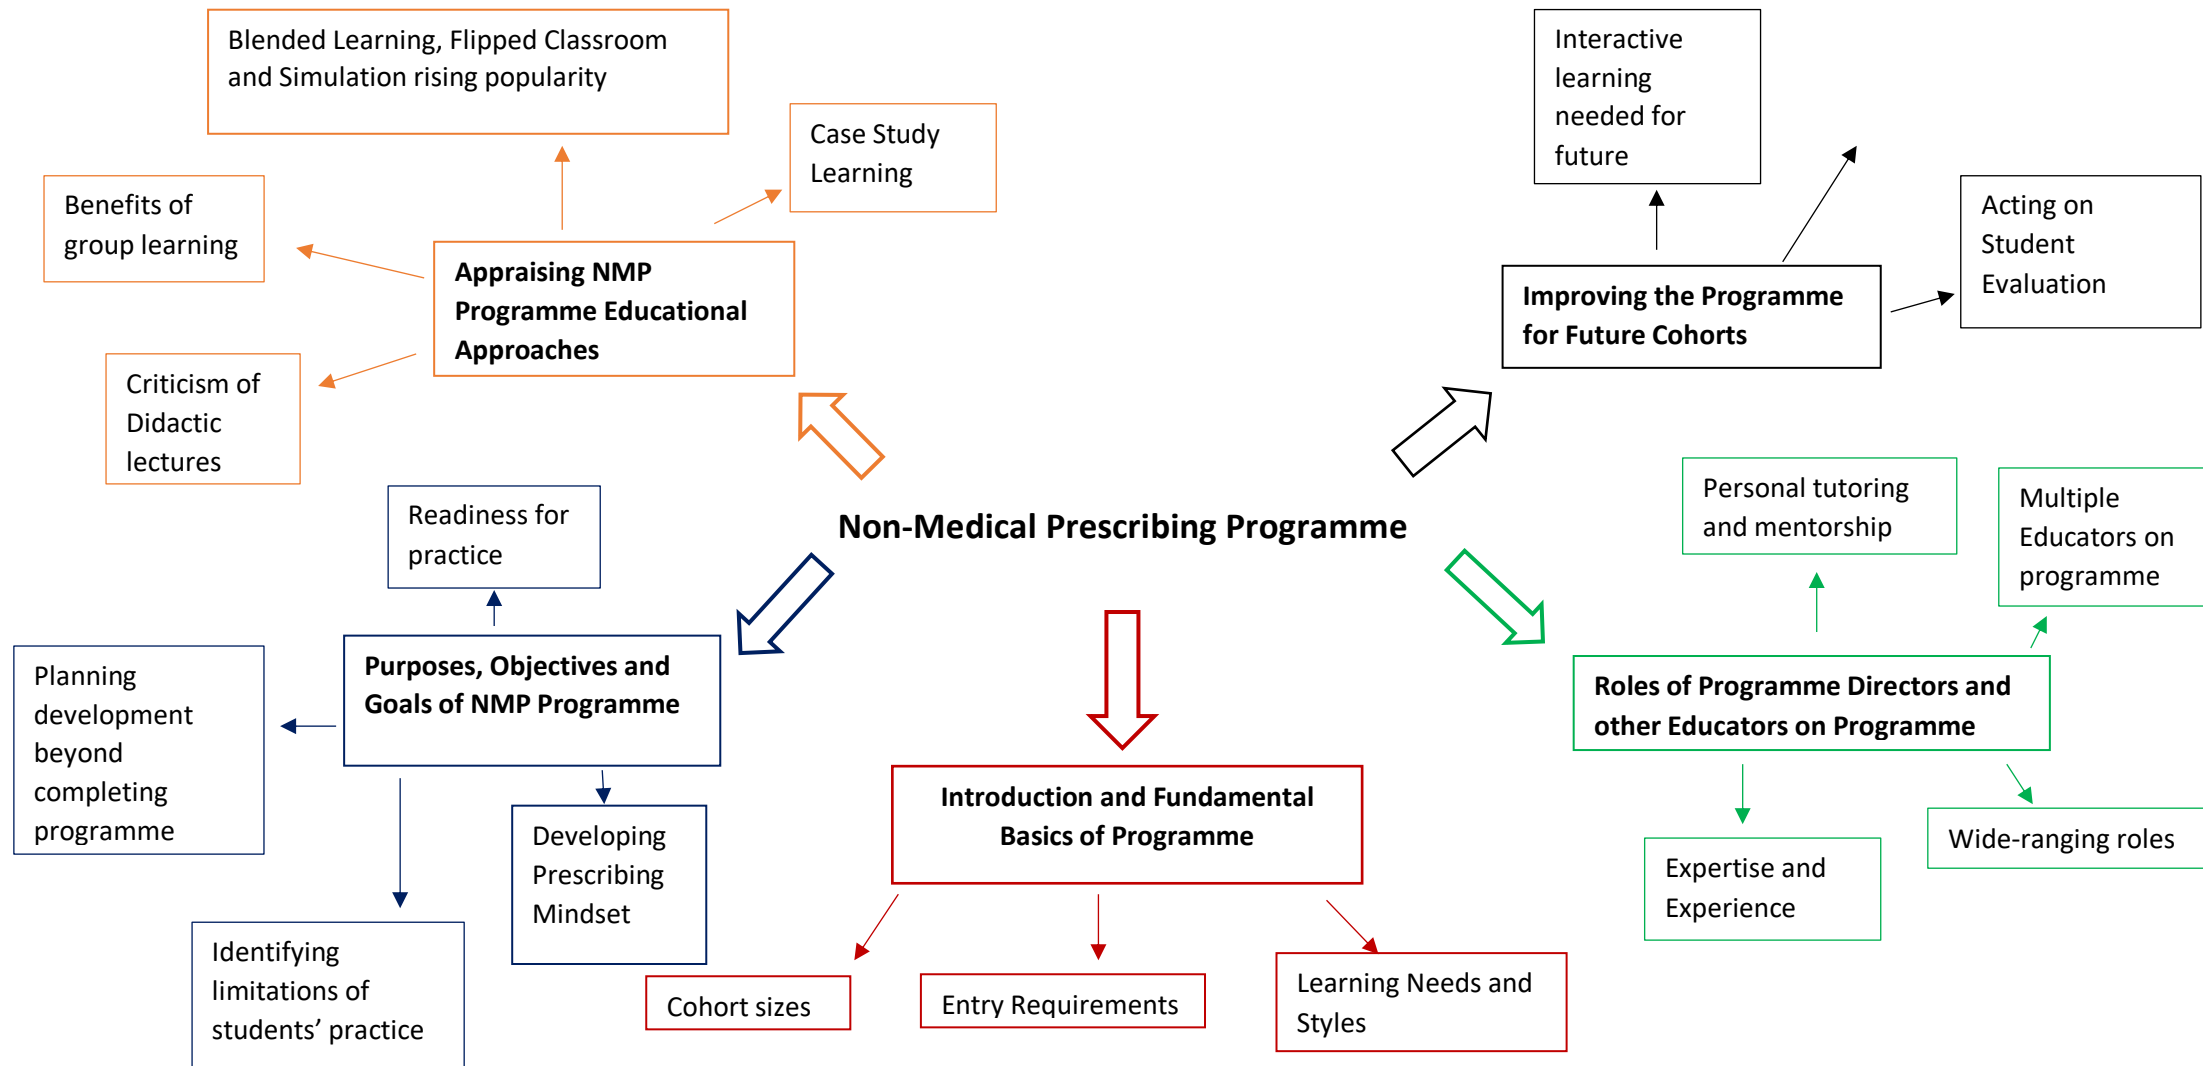 Blended Learning, Flipped Classroom
and Simulation rising popularity
Case Study
Learning
Benefits of
group learning
Appraising NMP
Programme Educational
Approaches
Criticism of
Didactic
lectures
Interactive
learning
needed for
future
Acting on
Student
Evaluation
Improving the Programme
for Future Cohorts
Non-Medical Prescribing Programme
Readiness for
practice
Purposes, Objectives and
Goals of NMP Programme
Planning
development
beyond
completing
programme
Developing
Prescribing
Mindset
Identifying
limitations of
students’ practice
Introduction and Fundamental
Basics of Programme
Cohort sizes
Entry Requirements
Learning Needs and
Styles
Personal tutoring
and mentorship
Multiple
Educators on
programme
Roles of Programme Directors and
other Educators on Programme
Expertise and
Experience
Wide-ranging roles